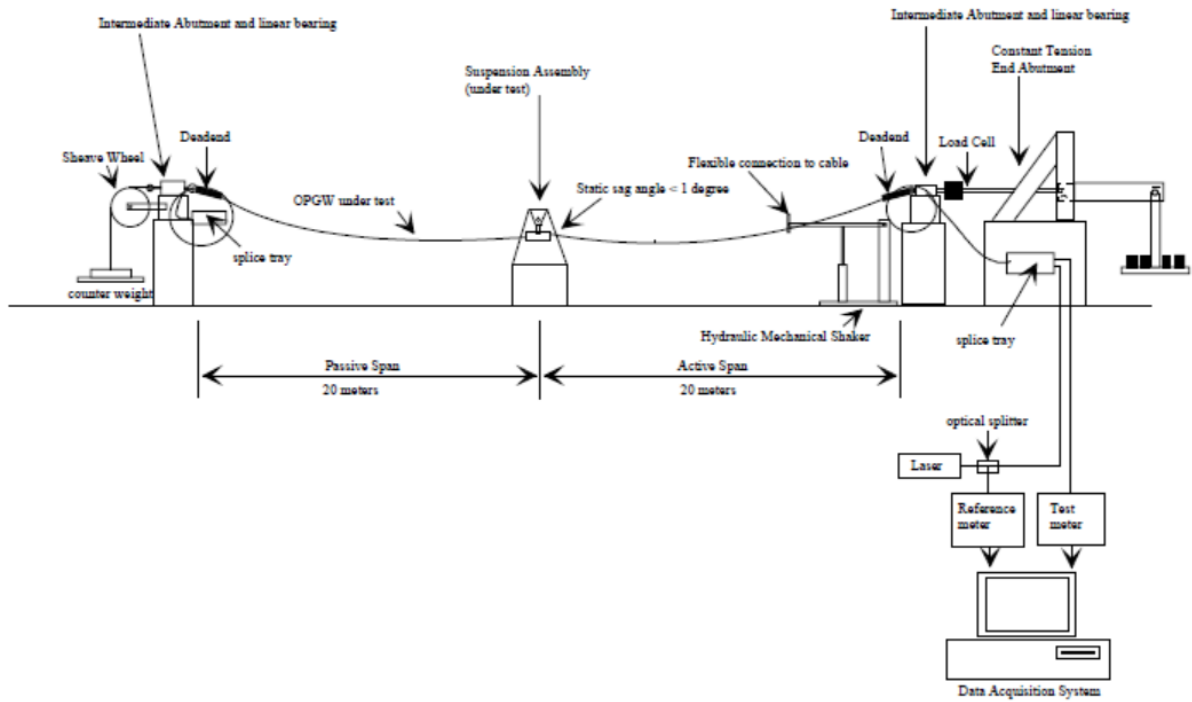 Intermediate Abutment and linear bearing
Intermediate Abutment and linear bearing
Constant Tension
End Abutment
Suspension Assembly
(under test)
Deadend
Deadend
Load Cell
Sheave Wheel
Flexible connection to cable
Static sag angle < 1 degree
OPGW under test
splice tray
counter weight
Hydraulic Mechanical Shaker
splice tray
Passive Span
Active Span
20 meters
20 meters
optical splitter
Laser
Reference
meter
Test
meter
Data Acquisition System